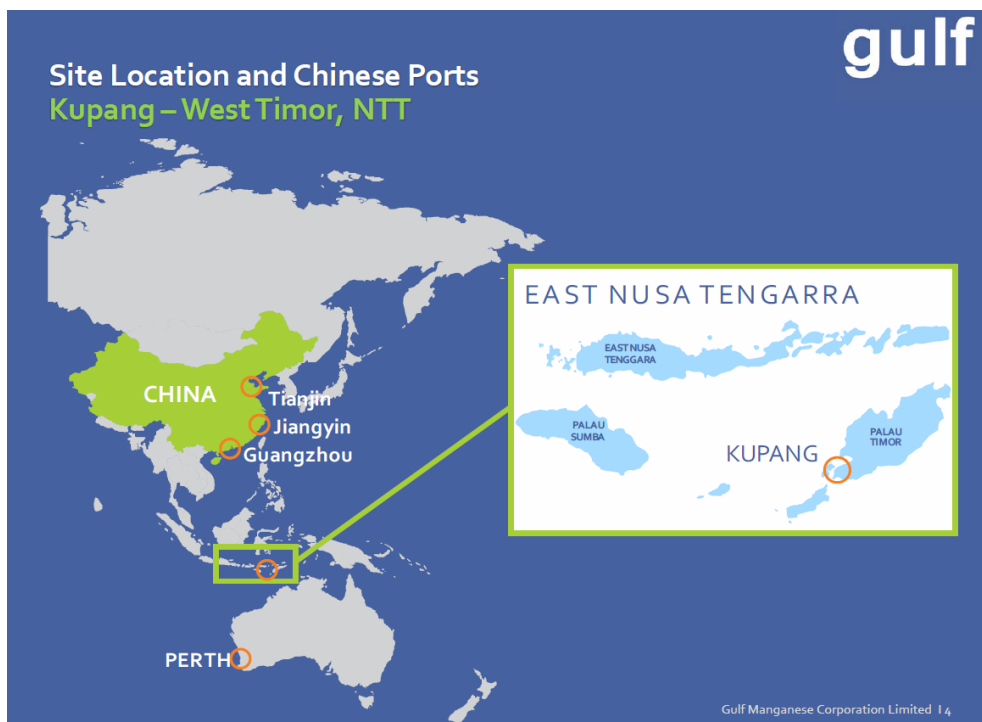 gulf
Site Location and Chinese Ports
Kupang – West Timor, NTT
CHINA
Tianjin
Jiangyin
Guangzhou
PERTH
EAST NUSA TENGARRA
EAST NUSA
TENGGARA
PALAU
SUMBA
KUPANG
PALAU
TIMOR
Gulf Manganese Corporation Limited I 4